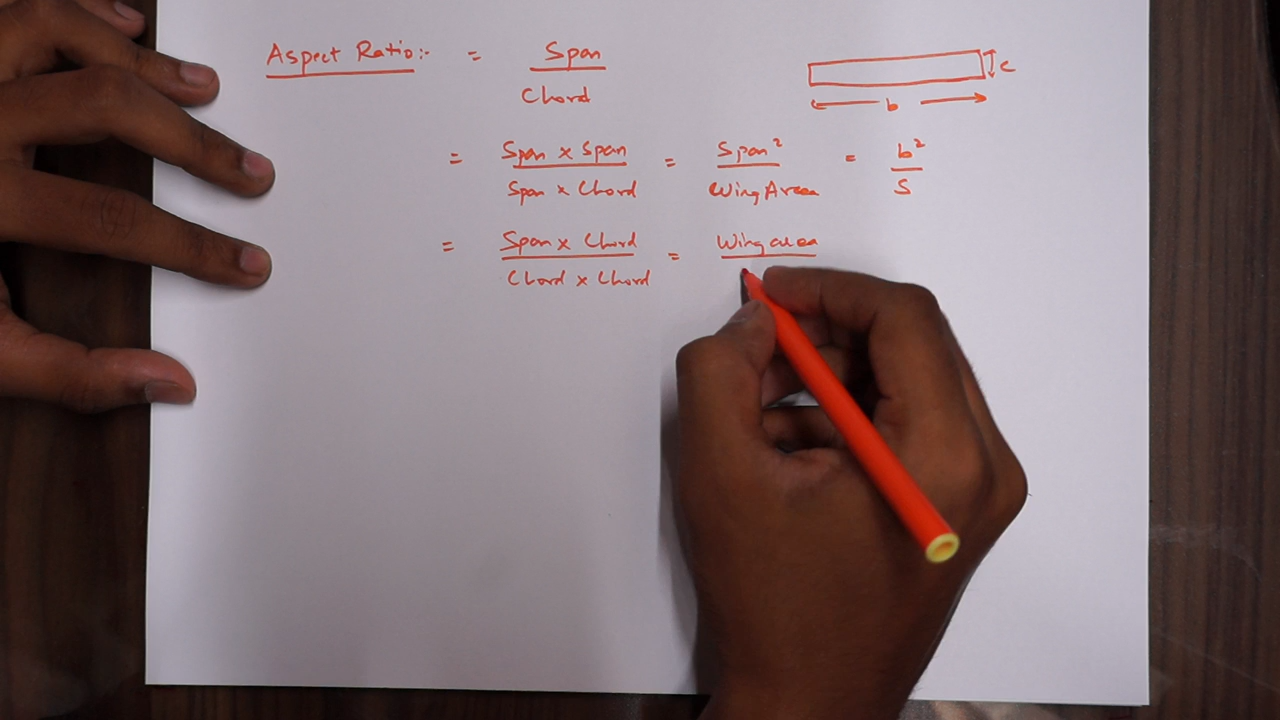 Aspect Ratio:- = Span / Chord
c
b
= Span x Span / Span x Chord = Span² / Wing Area = b² / S
= Span x Chord / Chord x Chord = Wing area